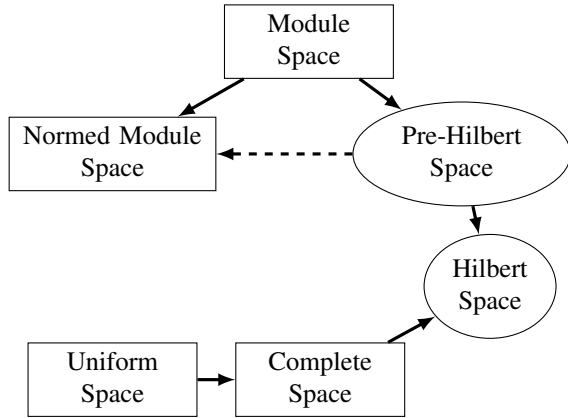 Module
Space
Normed Module
Space
Pre-Hilbert
Space
Hilbert
Space
Uniform
Space
Complete
Space